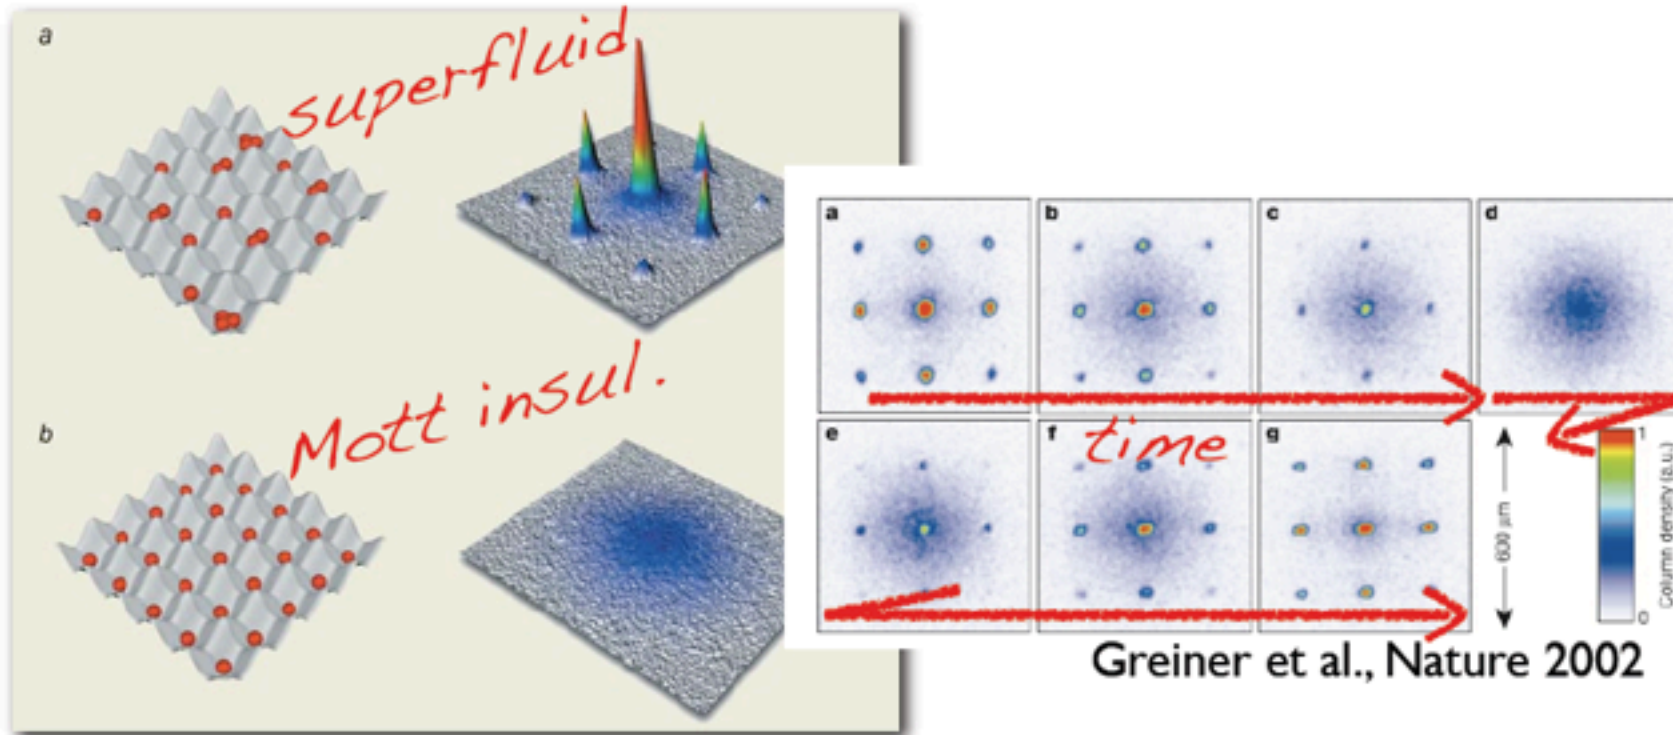 a
superfluid
b
Mott insul.
a
b
c
d
e
f
g
time
600 μm
1
0
Column density (a.u.)
Greiner et al., Nature 2002